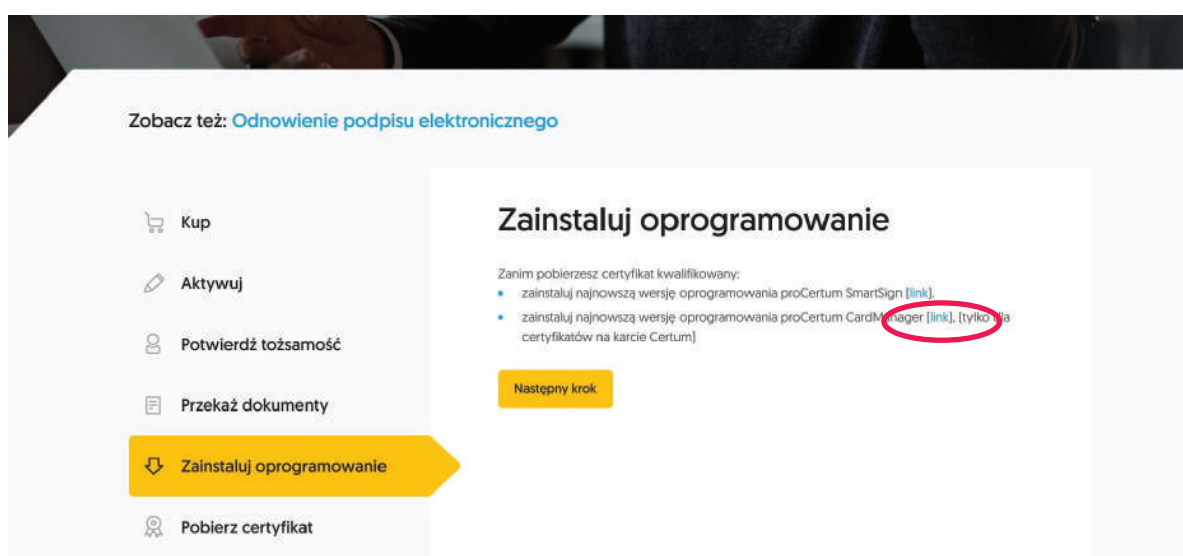 Zobacz też: Odnowienie podpisu elektronicznego
Kup
Aktywuj
Potwierdź tożsamość
Przekaż dokumenty
Zainstaluj oprogramowanie
Pobierz certyfikat
Zainstaluj oprogramowanie
Zanim pobierzesz certyfikat kwalifikowany:
• zainstaluj najnowszą wersję oprogramowania proCertum SmartSign [link],
• zainstaluj najnowszą wersję oprogramowania proCertum CardManager [link], [tylko dla
certyfikatów na karcie Certum]
Następny krok